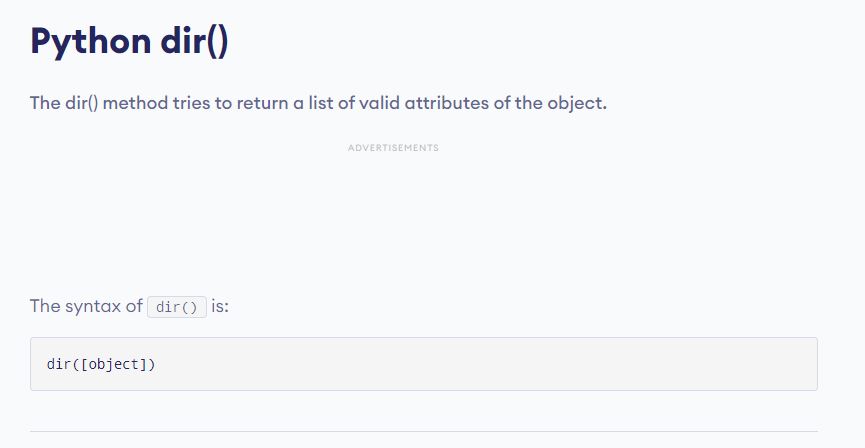 Python dir()
The dir() method tries to return a list of valid attributes of the object.
ADVERTISEMENTS
The syntax of dir() is:
dir([object])